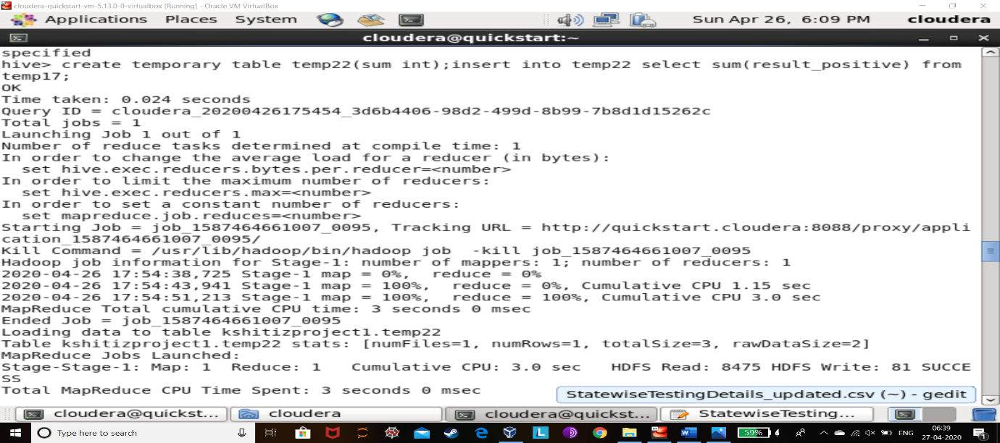 cloudera-quickstart-vm-5.13.0-0-virtualbox [Running] - Oracle VM VirtualBox
Applications Places System Sun Apr 26, 6:09 PM cloudera
cloudera@quickstart:~
specified
hive> create temporary table temp22(sum int);insert into temp22 select sum(result_positive) from
temp17;
OK
Time taken: 0.024 seconds
Query ID = cloudera_20200426175454_3d6b4406-98d2-499d-8b99-7b8d1d15262c
Total jobs = 1
Launching Job 1 out of 1
Number of reduce tasks determined at compile time: 1
In order to change the average load for a reducer (in bytes):
  set hive.exec.reducers.bytes.per.reducer=<number>
In order to limit the maximum number of reducers:
  set hive.exec.reducers.max=<number>
In order to set a constant number of reducers:
  set mapreduce.job.reduces=<number>
Starting Job = job_1587464661007_0095, Tracking URL = http://quickstart.cloudera:8088/proxy/appli
cation_1587464661007_0095/
Kill Command = /usr/lib/hadoop/bin/hadoop job  -kill job_1587464661007_0095
Hadoop job information for Stage-1: number of mappers: 1; number of reducers: 1
2020-04-26 17:54:38,725 Stage-1 map = 0%,  reduce = 0%
2020-04-26 17:54:43,941 Stage-1 map = 100%,  reduce = 0%, Cumulative CPU 1.15 sec
2020-04-26 17:54:51,213 Stage-1 map = 100%,  reduce = 100%, Cumulative CPU 3.0 sec
MapReduce Total cumulative CPU time: 3 seconds 0 msec
Ended Job = job_1587464661007_0095
Loading data to table kshitizproject1.temp22
Table kshitizproject1.temp22 stats: [numFiles=1, numRows=1, totalSize=3, rawDataSize=2]
MapReduce Jobs Launched:
Stage-Stage-1: Map: 1  Reduce: 1   Cumulative CPU: 3.0 sec   HDFS Read: 8475 HDFS Write: 81 SUCCE
SS
Total MapReduce CPU Time Spent: 3 seconds 0 msec
StatewiseTestingDetails_updated.csv (~) - gedit
cloudera@quickst... cloudera cloudera@quickst... StatewiseTesting...
Type here to search 59% ENG 06:39
27-04-2020